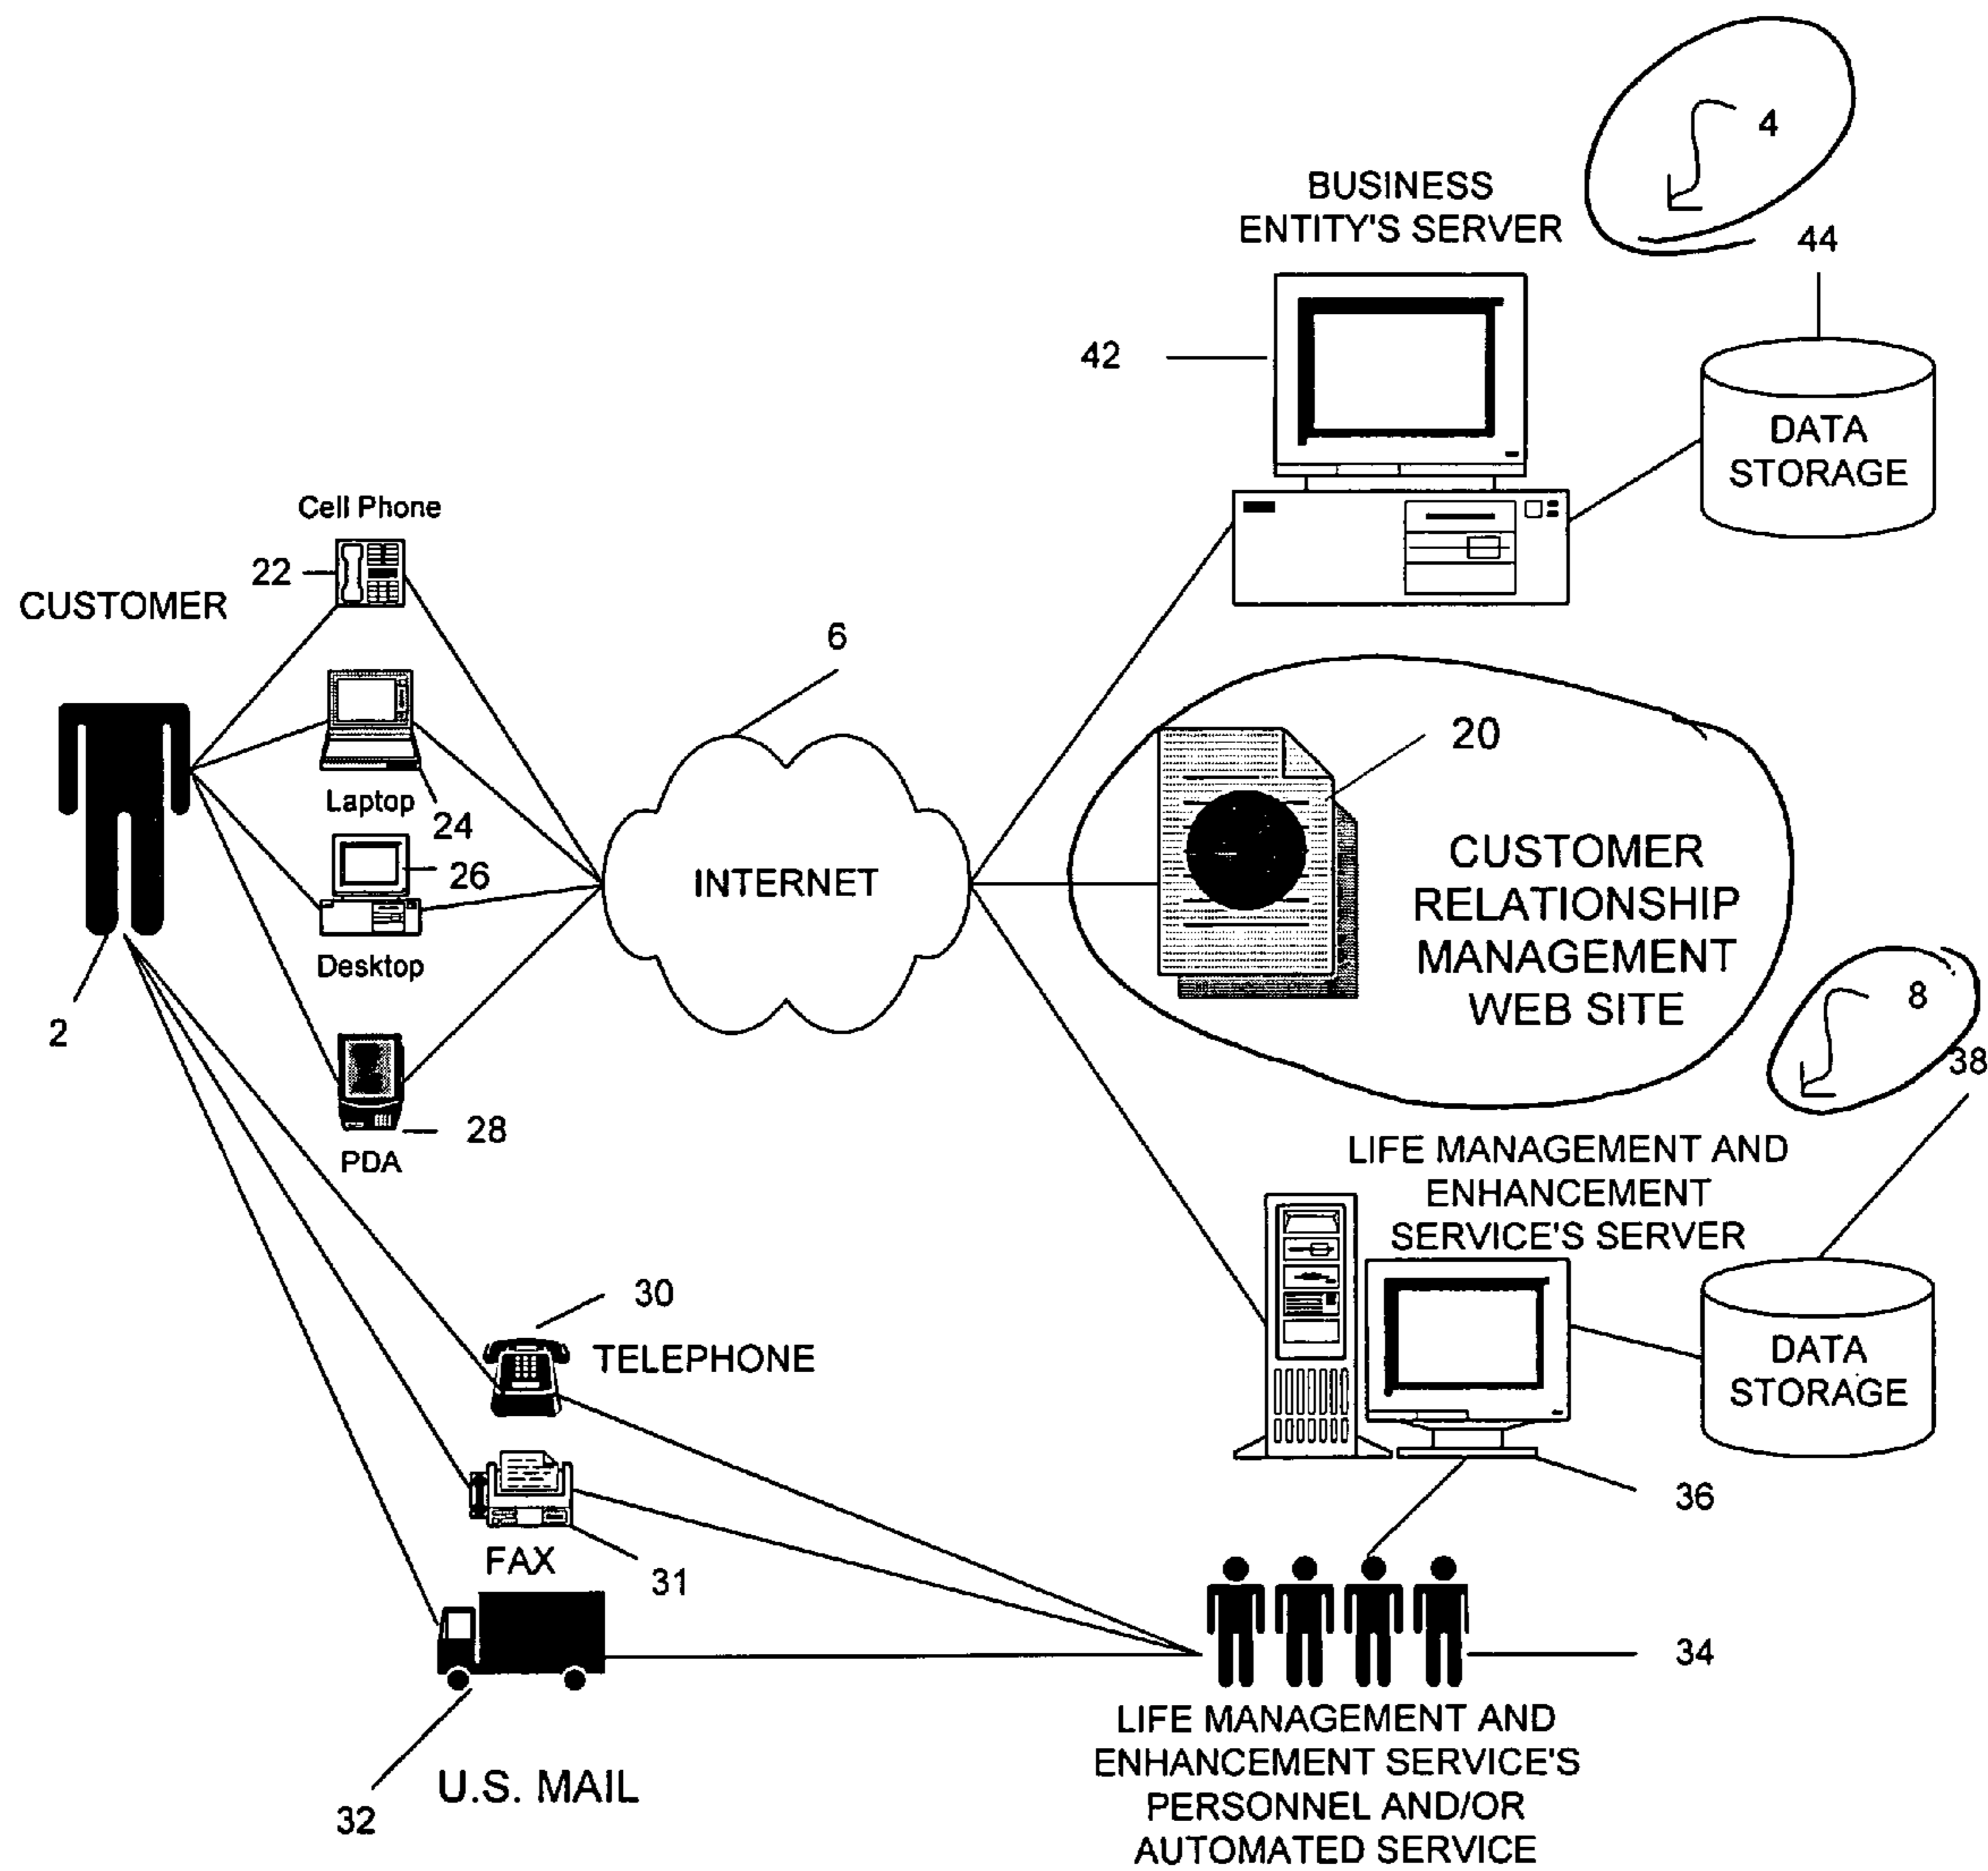 4
BUSINESS
ENTITY'S SERVER
44
42
DATA
STORAGE
Cell Phone
22
CUSTOMER
6
20
Laptop
24
26
INTERNET
CUSTOMER
RELATIONSHIP
MANAGEMENT
WEB SITE
Desktop
2
8
38
28
PDA
LIFE MANAGEMENT AND
ENHANCEMENT
SERVICE'S SERVER
30
TELEPHONE
DATA
STORAGE
36
FAX
31
34
U.S. MAIL
32
LIFE MANAGEMENT AND
ENHANCEMENT SERVICE'S
PERSONNEL AND/OR
AUTOMATED SERVICE